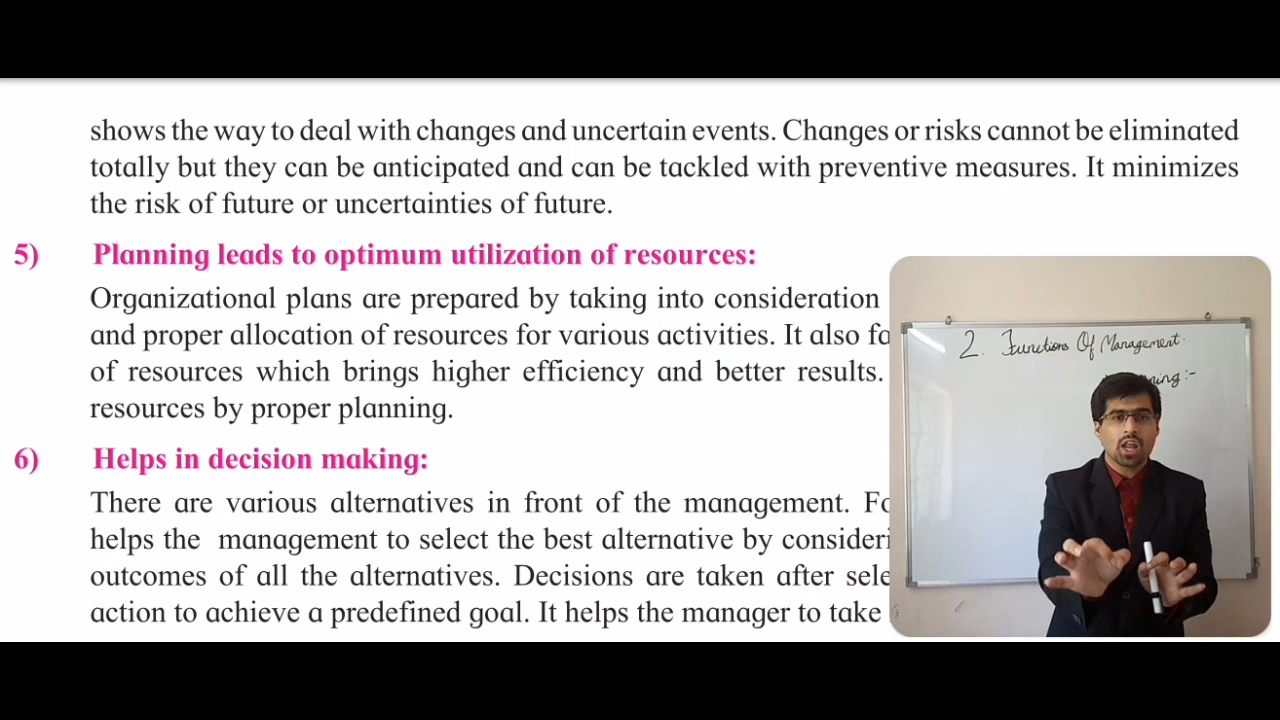 shows the way to deal with changes and uncertain events. Changes or risks cannot be eliminated
totally but they can be anticipated and can be tackled with preventive measures. It minimizes
the risk of future or uncertainties of future.
5) Planning leads to optimum utilization of resources:
Organizational plans are prepared by taking into consideration
and proper allocation of resources for various activities. It also
of resources which brings higher efficiency and better results.
resources by proper planning.
6) Helps in decision making:
There are various alternatives in front of the management.
helps the management to select the best alternative by
outcomes of all the alternatives. Decisions are taken after
action to achieve a predefined goal. It helps the manager to take
2. Functions Of Management.